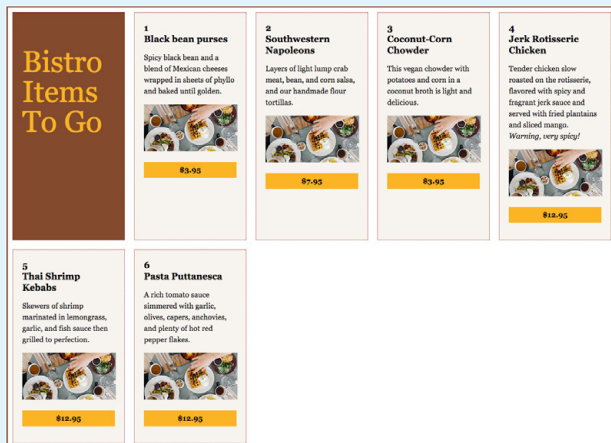 Bistro
Items
To Go
1
Black bean purses
Spicy black bean and a
blend of Mexican cheeses
wrapped in sheets of phyllo
and baked until golden.
$3.95
2
Southwestern
Napoleons
Layers of light lump crab
meat, bean, and corn salsa,
and our handmade flour
tortillas.
$7.95
3
Coconut-Corn
Chowder
This vegan chowder with
potatoes and corn in a
coconut broth is light and
delicious.
$3.95
4
Jerk Rotisserie
Chicken
Tender chicken slow
roasted on the rotisserie,
flavored with spicy and
fragrant jerk sauce and
served with fried plantains
and sliced mango.
Warning, very spicy!
$12.95
5
Thai Shrimp
Kebabs
Skewers of shrimp
marinated in lemongrass,
garlic, and fish sauce then
grilled to perfection.
$12.95
6
Pasta Puttanesca
A rich tomato sauce
simmered with garlic,
olives, capers, anchovies,
and plenty of hot red
pepper flakes.
$12.95